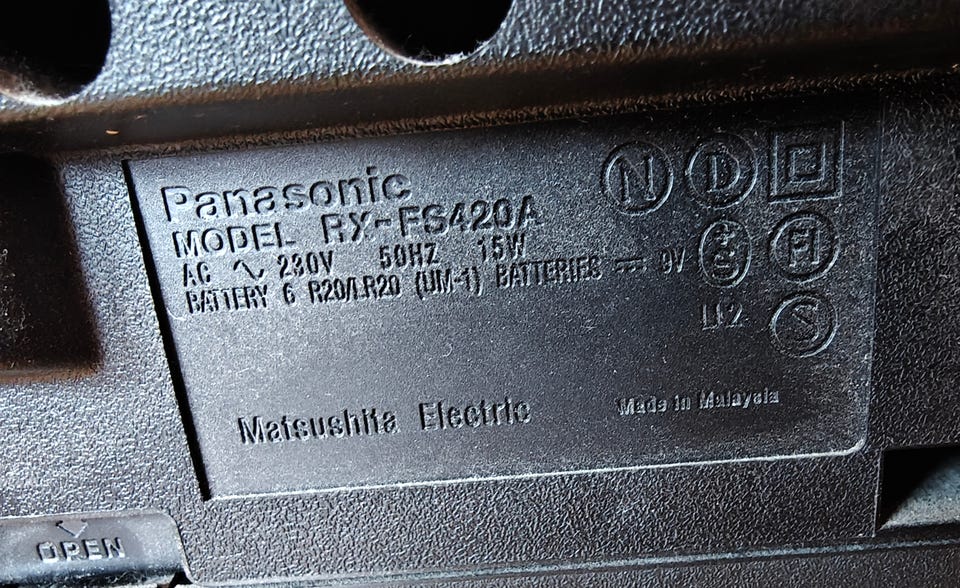 Panasonic
MODEL RX-FS420A
AC ∿ 230V 50HZ 15W
BATTERY 6 R20/LR20 (UM-1) BATTERIES ⎓ 9V
N D
H
S
Matsushita Electric
Made in Malaysia
OPEN